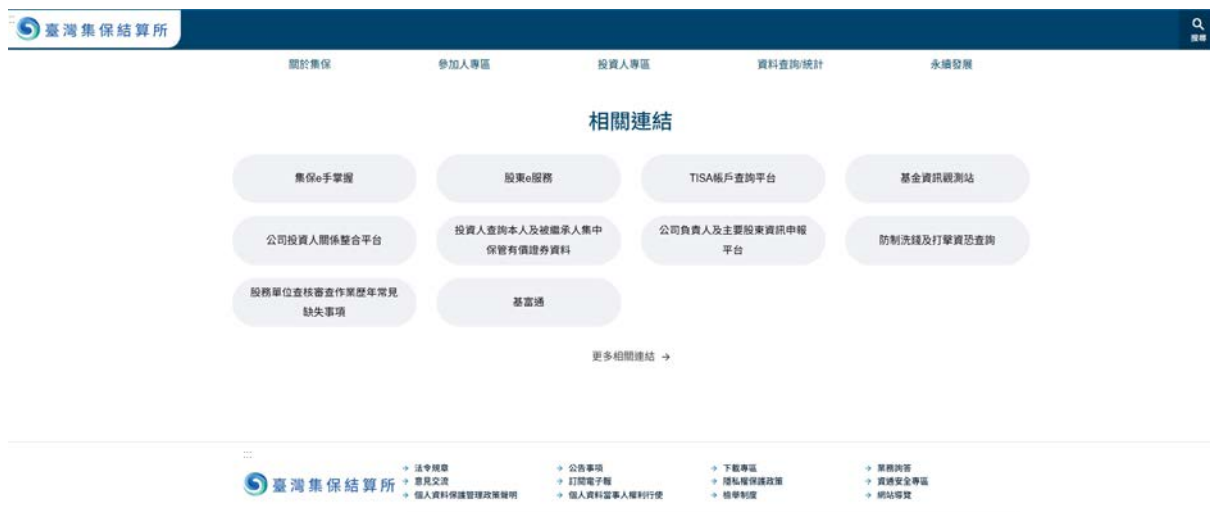 臺灣集保結算所
搜尋
關於集保
參加人專區
投資人專區
資料查詢/統計
永續發展
相關連結
集保e手掌握
股東e服務
TISA帳戶查詢平台
基金資訊觀測站
公司投資人關係整合平台
投資人查詢本人及被繼承人集中
保管有價證券資料
公司負責人及主要股東資訊申報
平台
防制洗錢及打擊資恐查詢
股務單位查核審查作業歷年常見
缺失事項
基富通
更多相關連結 →
臺灣集保結算所
→ 法令規章
→ 意見交流
→ 個人資料保護管理政策聲明
→ 公告事項
→ 訂閱電子報
→ 個人資料當事人權利行使
→ 下載專區
→ 隱私權保護政策
→ 檢舉制度
→ 業務詢答
→ 資通安全專區
→ 網站導覽